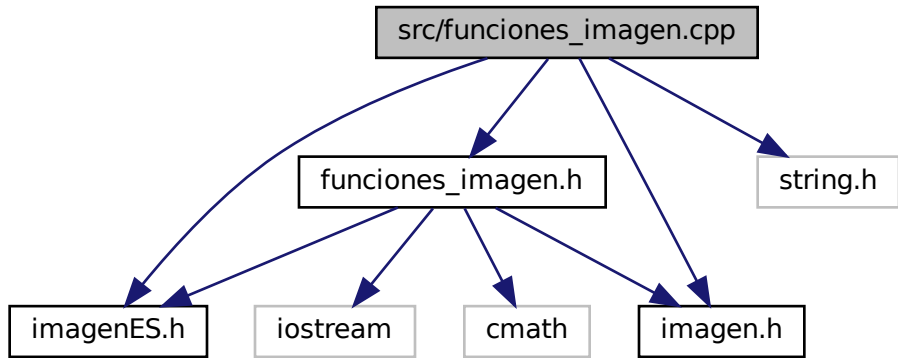 src/funciones_imagen.cpp
funciones_imagen.h
string.h
imagenES.h
iostream
cmath
imagen.h